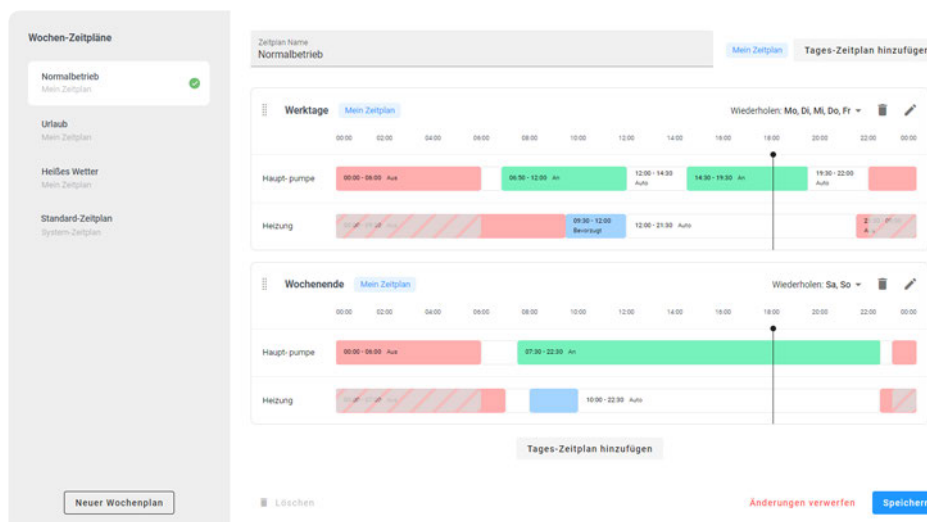 Wochen-Zeitpläne
Normalbetrieb
Mein Zeitplan
Urlaub
Mein Zeitplan
Heißes Wetter
Mein Zeitplan
Standard-Zeitplan
System-Zeitplan
Neuer Wochenplan
Zeitplan Name
Normalbetrieb
Mein Zeitplan
Tages-Zeitplan hinzufügen
Werktage Mein Zeitplan Wiederholen: Mo, Di, Mi, Do, Fr
00:00 02:00 04:00 06:00 08:00 10:00 12:00 14:00 16:00 18:00 20:00 22:00 00:00
Haupt-pumpe
00:00 - 06:00 Aus
06:50 - 12:00 An
12:00 - 14:30
Auto
14:30 - 19:30 An
19:30 - 22:00
Auto
Heizung
09:30 - 12:00
Bevorzugt
12:00 - 21:30 Auto
Wochenende Mein Zeitplan Wiederholen: Sa, So
00:00 02:00 04:00 06:00 08:00 10:00 12:00 14:00 16:00 18:00 20:00 22:00 00:00
Haupt-pumpe
00:00 - 06:00 Aus
07:30 - 22:30 An
Heizung
10:00 - 22:30 Auto
Tages-Zeitplan hinzufügen
Löschen
Änderungen verwerfen
Speichern